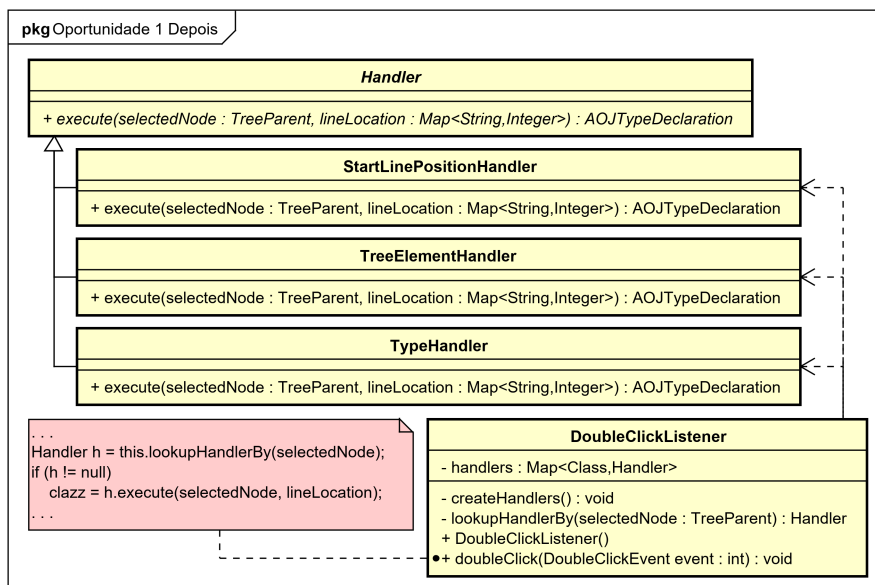 pkg Oportunidade 1 Depois
Handler
+ execute(selectedNode : TreeParent, lineLocation : Map<String,Integer>) : AOJTypeDeclaration
StartLinePositionHandler
+ execute(selectedNode : TreeParent, lineLocation : Map<String,Integer>) : AOJTypeDeclaration
TreeElementHandler
+ execute(selectedNode : TreeParent, lineLocation : Map<String,Integer>) : AOJTypeDeclaration
TypeHandler
+ execute(selectedNode : TreeParent, lineLocation : Map<String,Integer>) : AOJTypeDeclaration
. . .
Handler h = this.lookupHandlerBy(selectedNode);
if (h != null)
clazz = h.execute(selectedNode, lineLocation);
. . .
DoubleClickListener
- handlers : Map<Class,Handler>
- createHandlers() : void
- lookupHandlerBy(selectedNode : TreeParent) : Handler
+ DoubleClickListener()
+ doubleClick(DoubleClickEvent event : int) : void